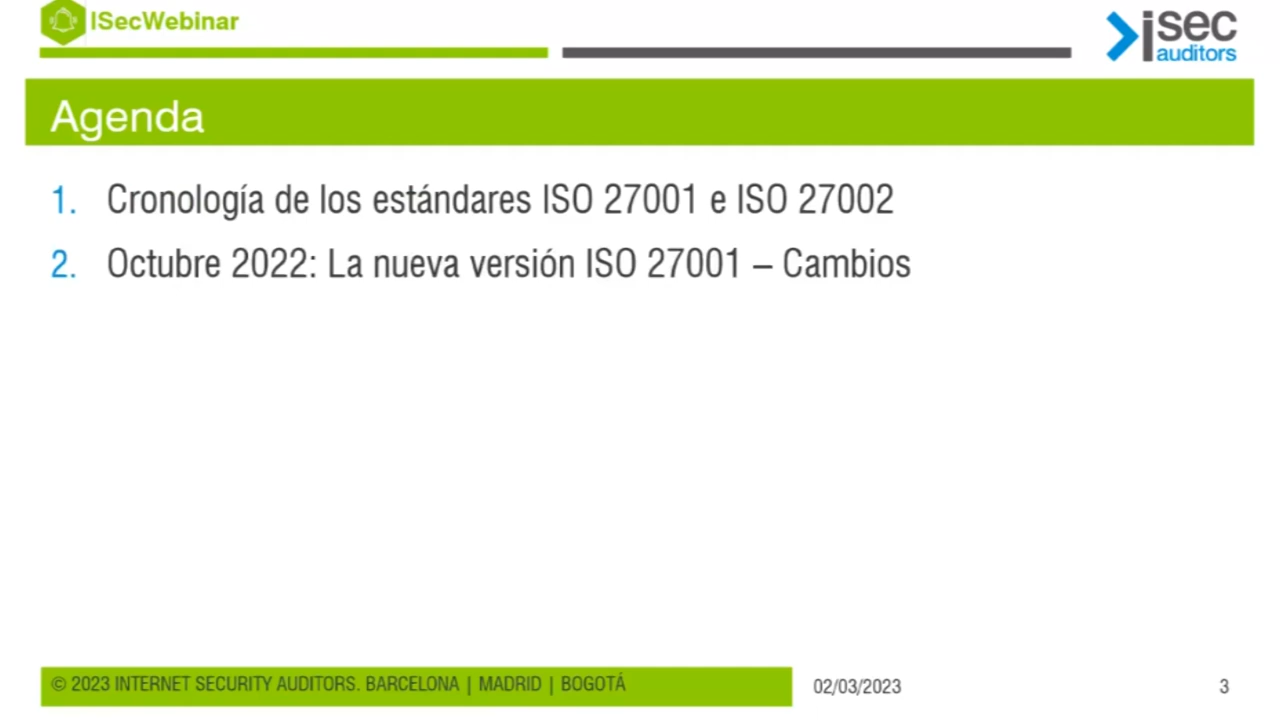 ISecWebinar
isec
auditors
Agenda
1. Cronología de los estándares ISO 27001 e ISO 27002
2. Octubre 2022: La nueva versión ISO 27001 – Cambios
© 2023 INTERNET SECURITY AUDITORS. BARCELONA | MADRID | BOGOTÁ
02/03/2023
3